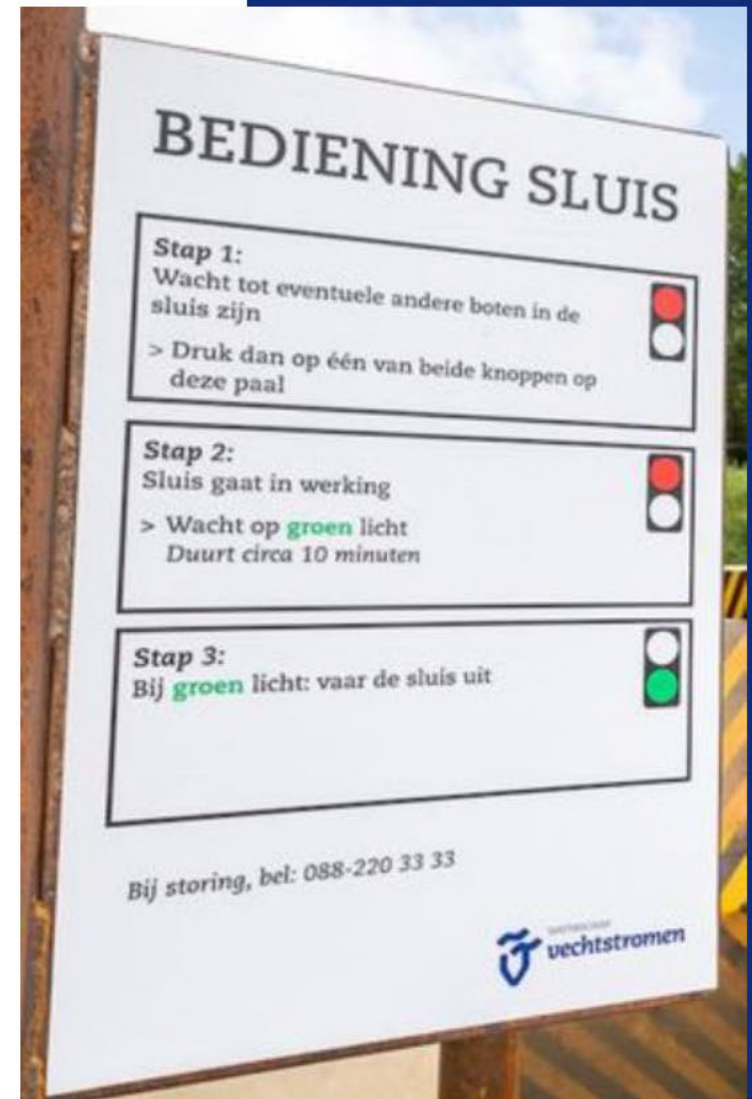 BEDIENING SLUIS
Stap 1:
Wacht tot eventuele andere boten in de
sluis zijn
> Druk dan op één van beide knoppen op
deze paal
Stap 2:
Sluis gaat in werking
> Wacht op groen licht
Duurt circa 10 minuten
Stap 3:
Bij groen licht: vaar de sluis uit
Bij storing, bel: 088-220 33 33
vechtstromen